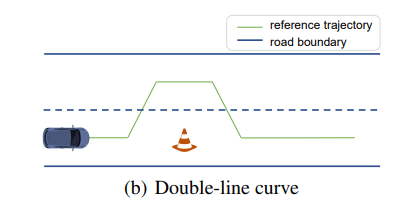 reference trajectory
road boundary
(b) Double-line curve